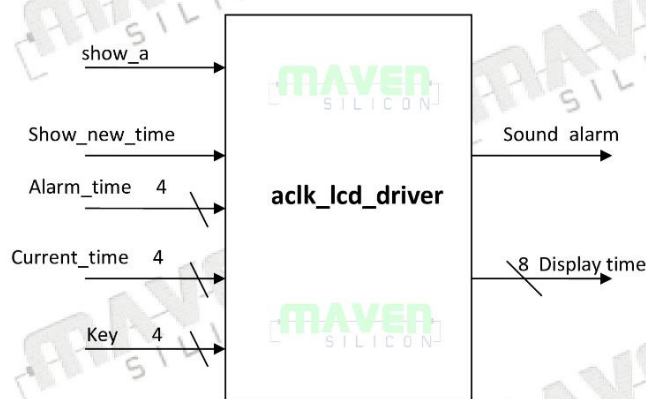 show_a
MAVEN
SILICON
Show_new_time
Sound alarm
Alarm_time 4
aclk_lcd_driver
Current_time 4
8 Display time
Key 4
MAVEN
SILICON